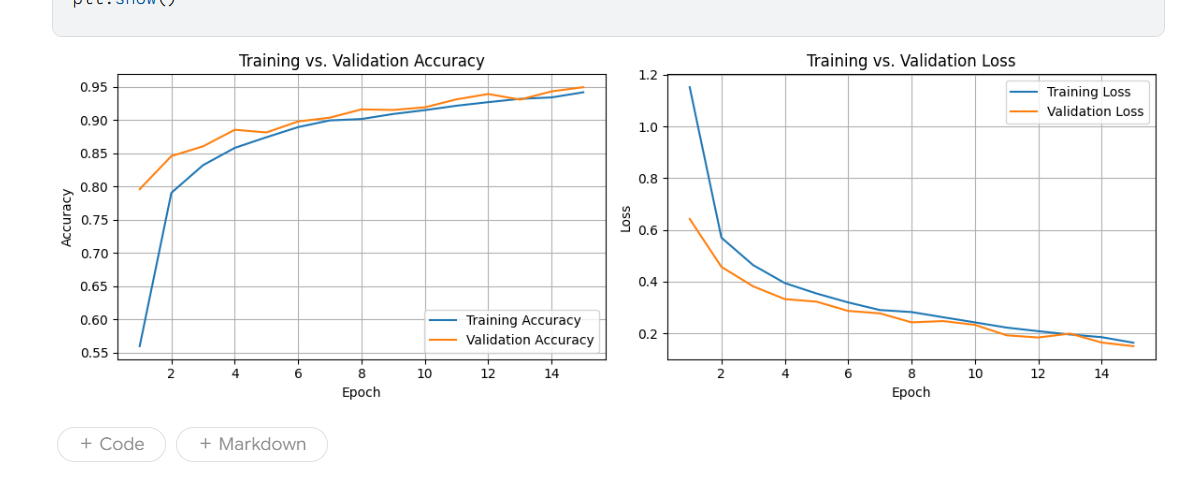 plt.show()
Training vs. Validation Accuracy
0.95
0.90
0.85
0.80
0.75
0.70
0.65
0.60
0.55
Accuracy
Training Accuracy
Validation Accuracy
2 4 6 8 10 12 14
Epoch
Training vs. Validation Loss
1.2
1.0
0.8
0.6
0.4
0.2
Loss
Training Loss
Validation Loss
2 4 6 8 10 12 14
Epoch
+ Code
+ Markdown